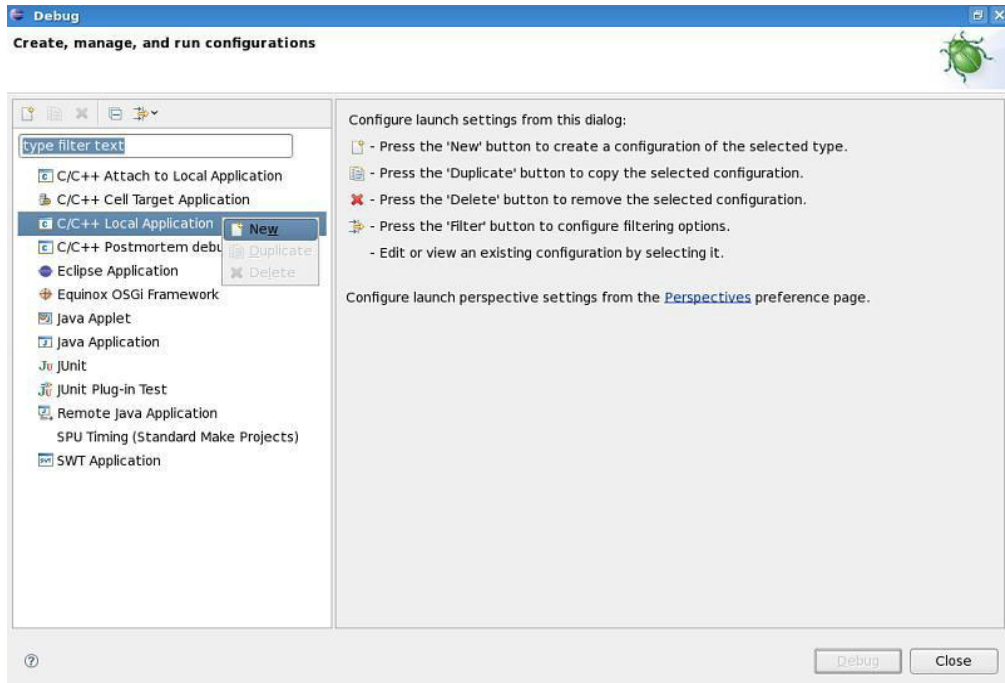 Debug
Create, manage, and run configurations
type filter text
C/C++ Attach to Local Application
C/C++ Cell Target Application
C/C++ Local Application
C/C++ Postmortem debu
Eclipse Application
Equinox OSGi Framework
Java Applet
Java Application
Ju JUnit
JUnit Plug-in Test
Remote Java Application
SPU Timing (Standard Make Projects)
SWT Application
New
Duplicate
Delete
Configure launch settings from this dialog:
- Press the 'New' button to create a configuration of the selected type.
- Press the 'Duplicate' button to copy the selected configuration.
- Press the 'Delete' button to remove the selected configuration.
- Press the 'Filter' button to configure filtering options.
- Edit or view an existing configuration by selecting it.
Configure launch perspective settings from the Perspectives preference page.
Debug
Close